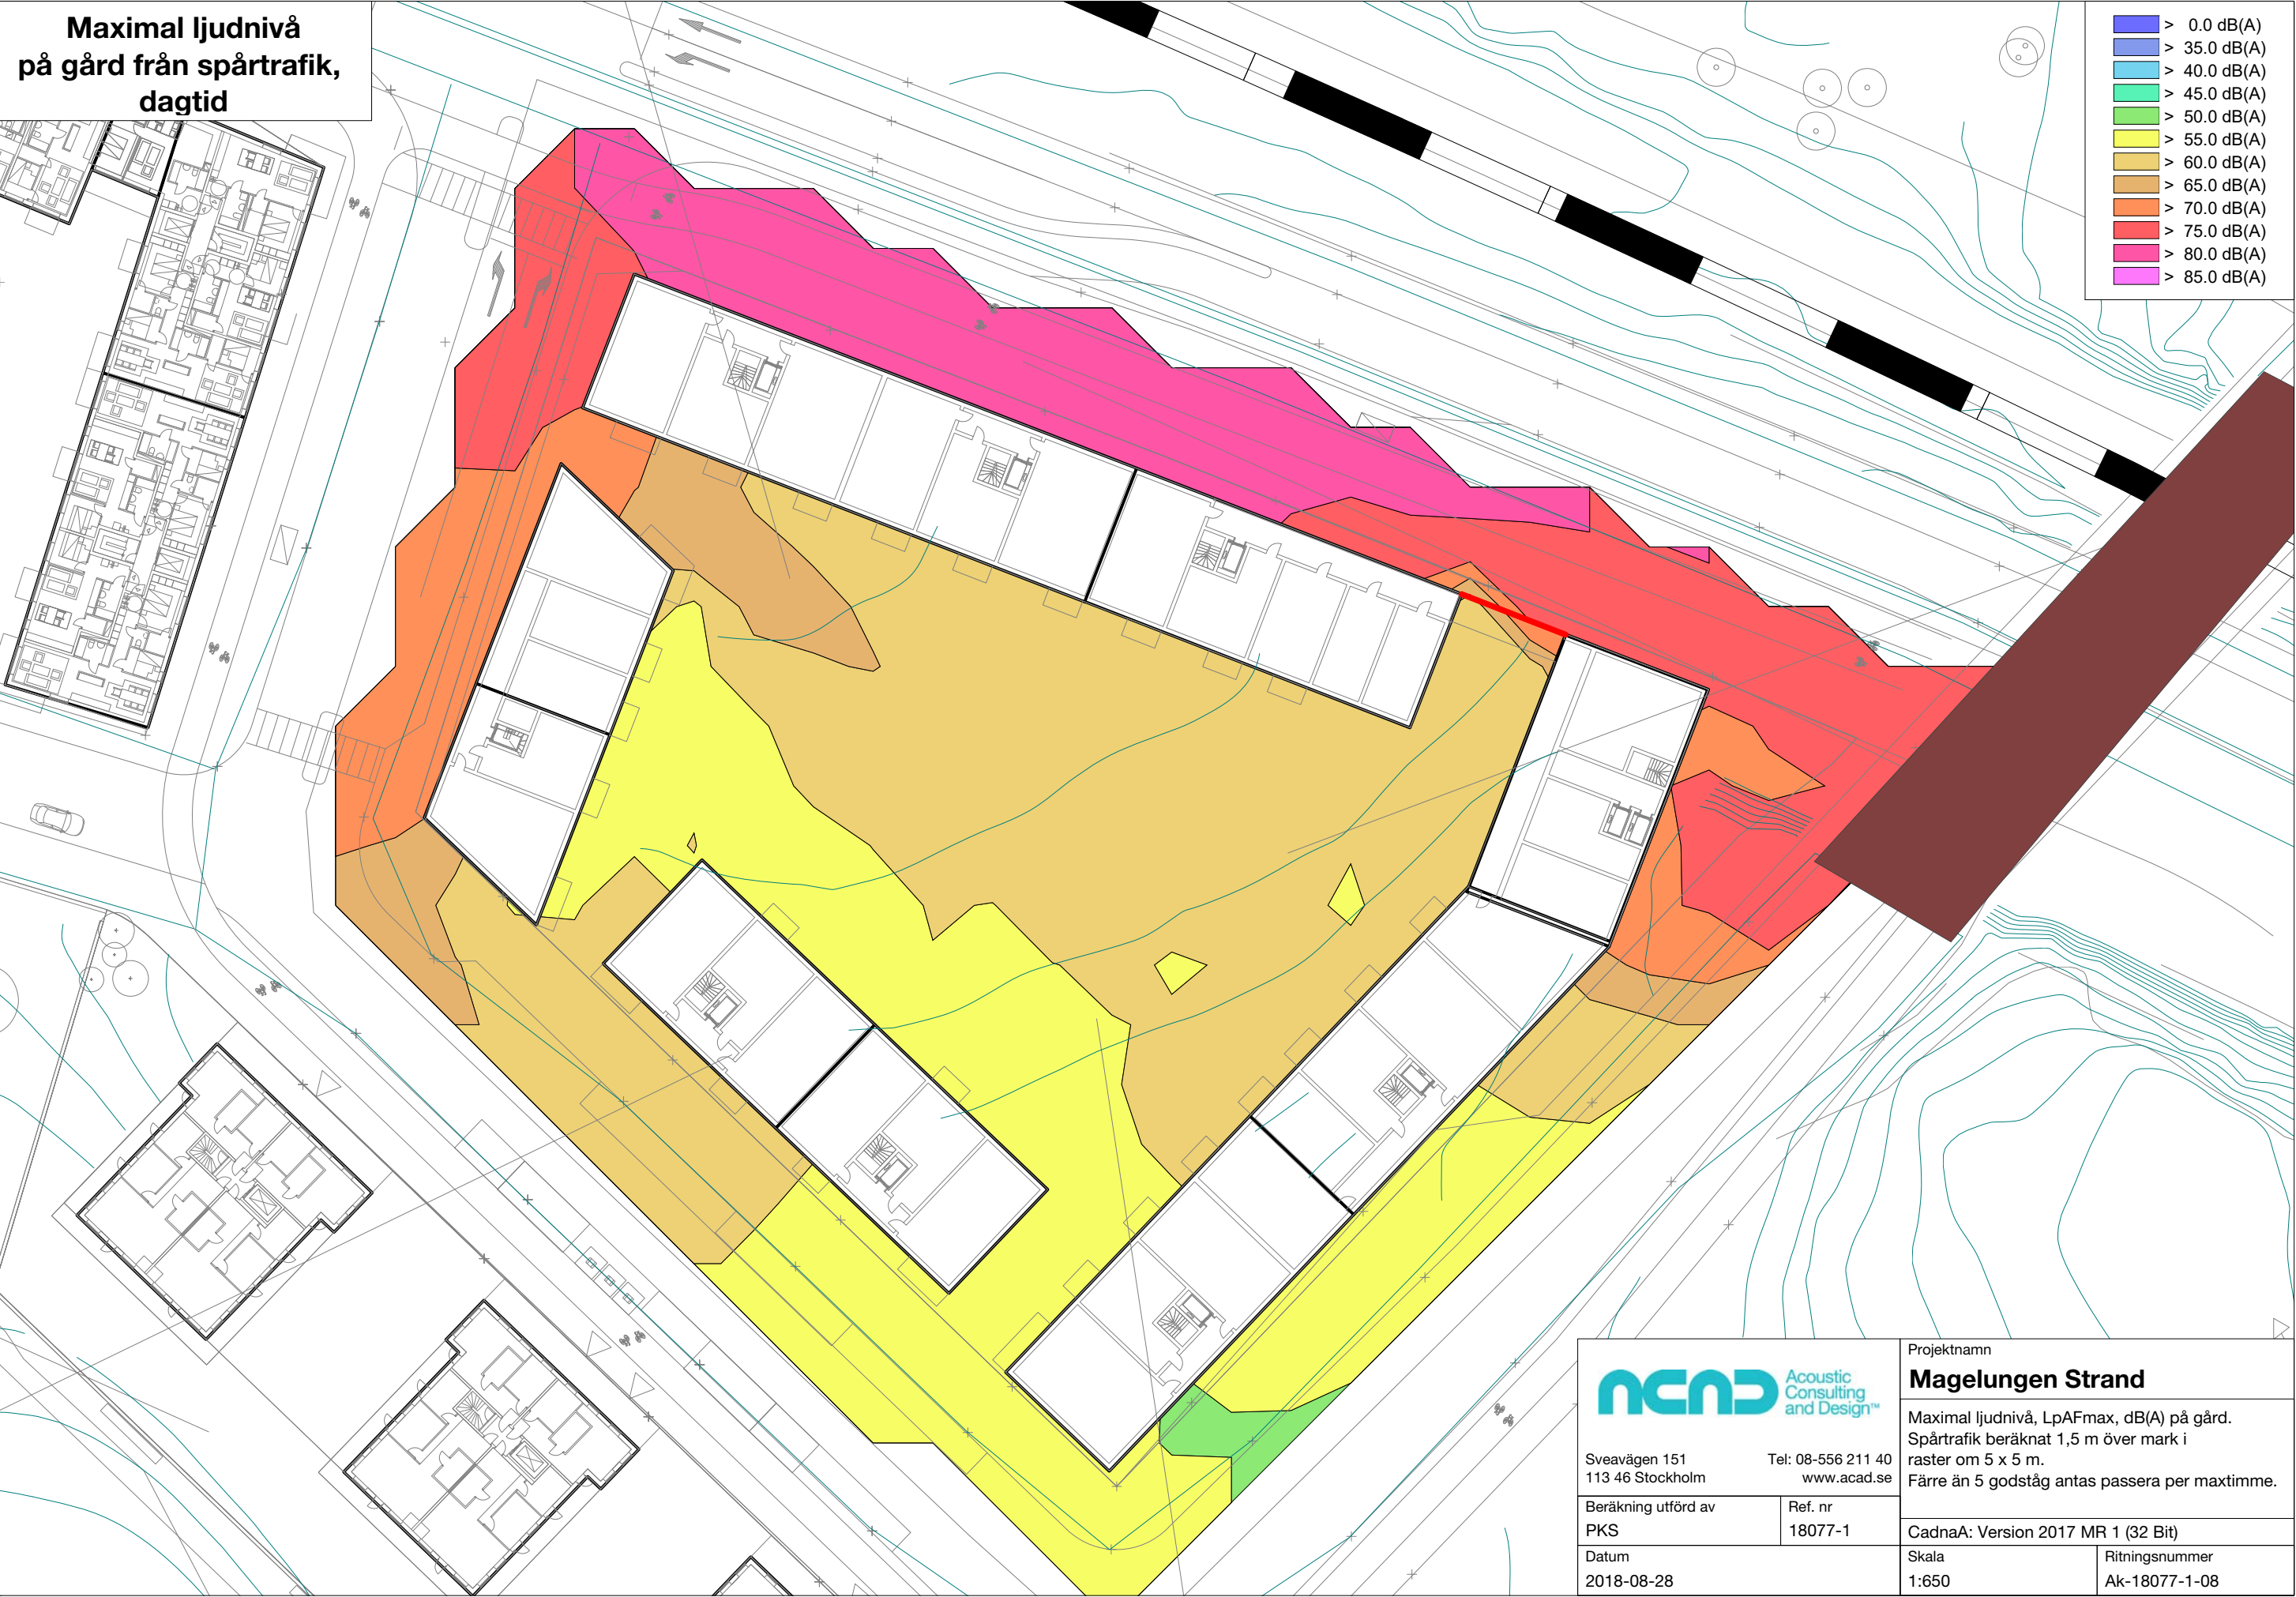 Maximal ljudnivå
på gård från spårtrafik,
dagtid
> 0.0 dB(A)
> 35.0 dB(A)
> 40.0 dB(A)
> 45.0 dB(A)
> 50.0 dB(A)
> 55.0 dB(A)
> 60.0 dB(A)
> 65.0 dB(A)
> 70.0 dB(A)
> 75.0 dB(A)
> 80.0 dB(A)
> 85.0 dB(A)
acad
Acoustic
Consulting
and Design™
Sveavägen 151 Tel: 08-556 211 40
113 46 Stockholm www.acad.se
Beräkning utförd av
PKS
Ref. nr
18077-1
Datum
2018-08-28
Projektnamn
Magelungen Strand
Maximal ljudnivå, LpAFmax, dB(A) på gård.
Spårtrafik beräknat 1,5 m över mark i
raster om 5 x 5 m.
Färre än 5 godståg antas passera per maxtimme.
CadnaA: Version 2017 MR 1 (32 Bit)
Skala
1:650
Ritningsnummer
Ak-18077-1-08